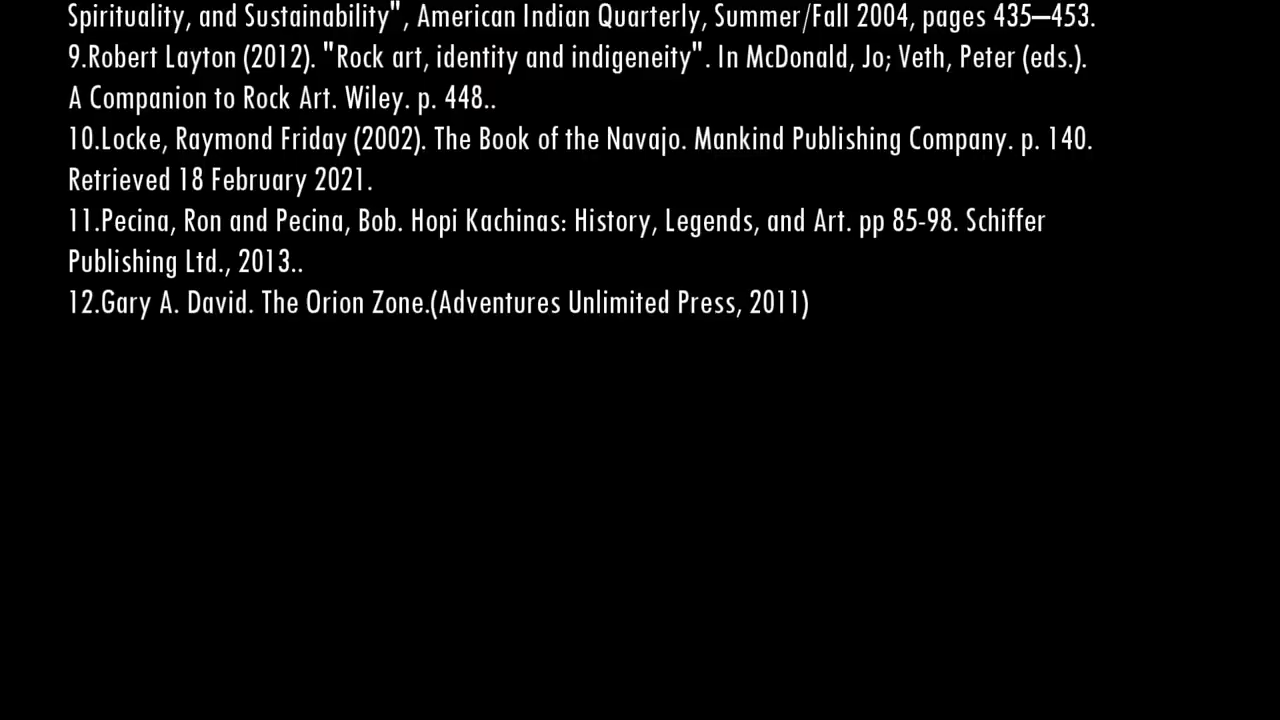 Spirituality, and Sustainability", American Indian Quarterly, Summer/Fall 2004, pages 435—453.
9.Robert Layton (2012). "Rock art, identity and indigeneity". In McDonald, Jo; Veth, Peter (eds.).
A Companion to Rock Art. Wiley. p. 448..
10.Locke, Raymond Friday (2002). The Book of the Navajo. Mankind Publishing Company. p. 140.
Retrieved 18 February 2021.
11.Pecina, Ron and Pecina, Bob. Hopi Kachinas: History, Legends, and Art. pp 85-98. Schiffer
Publishing Ltd., 2013..
12.Gary A. David. The Orion Zone.(Adventures Unlimited Press, 2011)